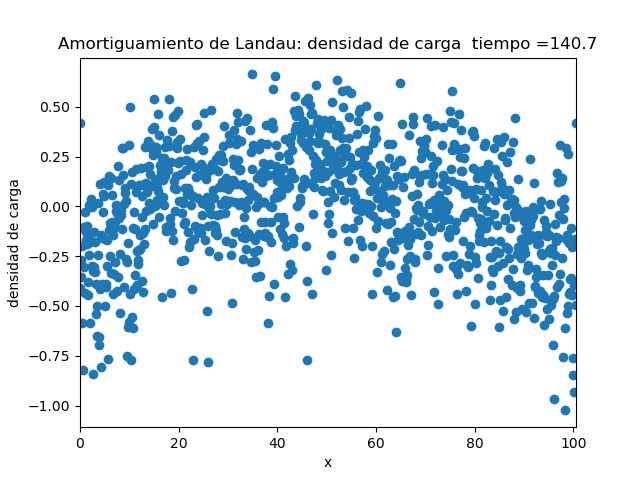 Amortiguamiento de Landau: densidad de carga  tiempo =140.7
densidad de carga
0.50
0.25
0.00
−0.25
−0.50
−0.75
−1.00
0 20 40 60 80 100
x